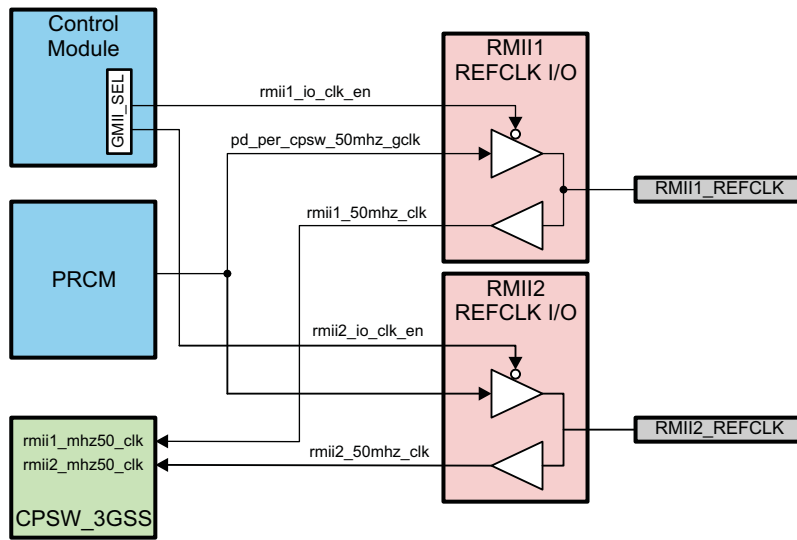 Control
Module
GMII_SEL
RMII1
REFCLK I/O
rmii1_io_clk_en
pd_per_cpsw_50mhz_gclk
RMII1_REFCLK
rmii1_50mhz_clk
PRCM
RMII2
REFCLK I/O
rmii2_io_clk_en
RMII2_REFCLK
rmii1_mhz50_clk
rmii2_50mhz_clk
rmii2_mhz50_clk
CPSW_3GSS